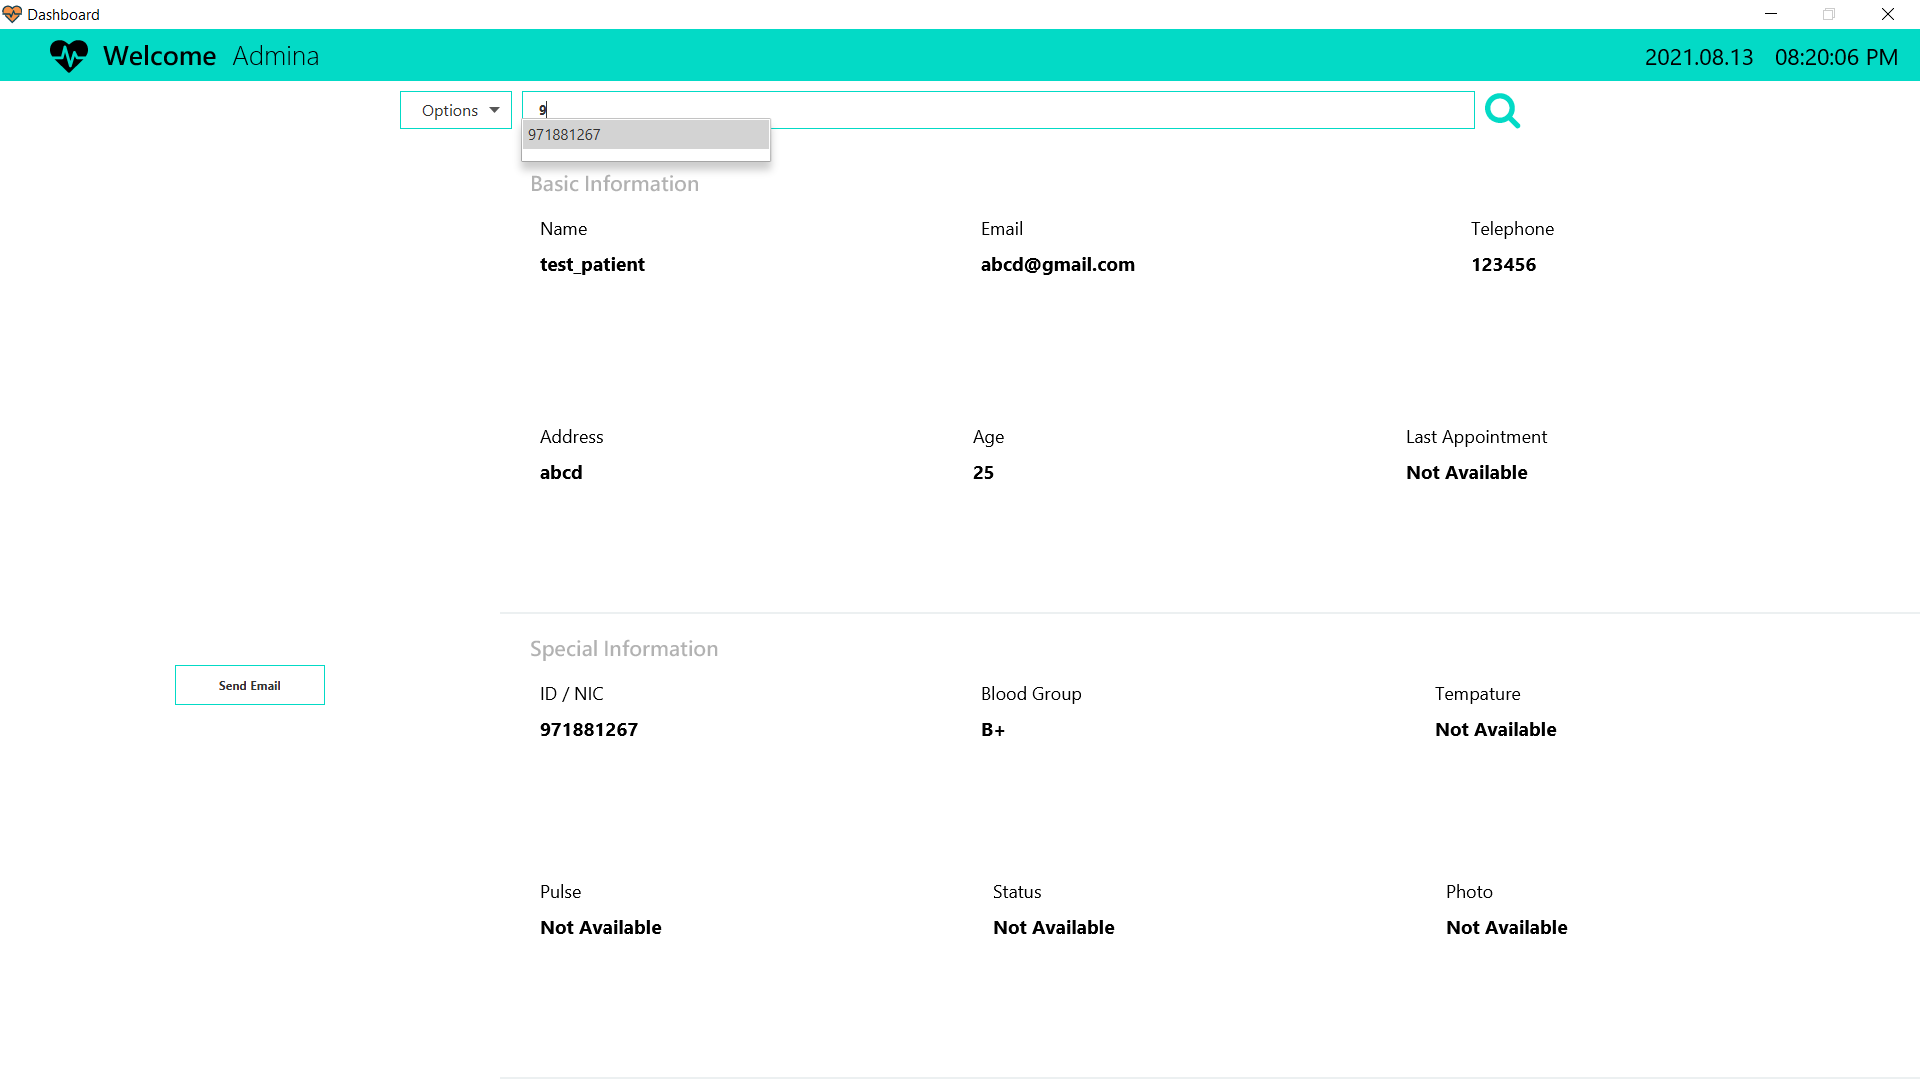 Dashboard
Welcome Admina 2021.08.13 08:20:06 PM
Options 9
971881267
Basic Information
Name Email Telephone
test_patient abcd@gmail.com 123456
Address Age Last Appointment
abcd 25 Not Available
Special Information
Send Email
ID / NIC Blood Group Tempature
971881267 B+ Not Available
Pulse Status Photo
Not Available Not Available Not Available